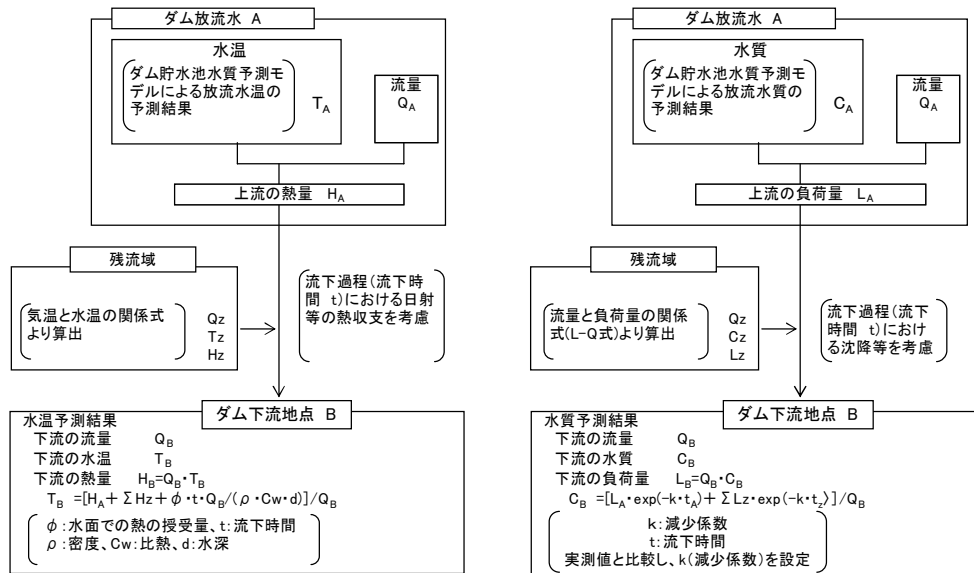 ダム放流水 A
水温
ダム貯水池水質予測モ
デルによる放流水温の
予測結果
T_A
流量
Q_A
上流の熱量 H_A
残流域
気温と水温の関係式
より算出
Qz
Tz
Hz
流下過程(流下時
間 t)における日射
等の熱収支を考慮
ダム下流地点 B
水温予測結果
下流の流量 Q_B
下流の水温 T_B
下流の熱量 H_B=Q_B・T_B
T_B =[H_A+ΣHz+φ・t・Q_B/(ρ・Cw・d)]/Q_B
φ:水面での熱の授受量、t:流下時間
ρ:密度、Cw:比熱、d:水深
ダム放流水 A
水質
ダム貯水池水質予測モ
デルによる放流水質の
予測結果
C_A
流量
Q_A
上流の負荷量 L_A
残流域
流量と負荷量の関係
式(L-Q式)より算出
Qz
Cz
Lz
流下過程(流下
時間 t)におけ
る沈降等を考慮
ダム下流地点 B
水質予測結果
下流の流量 Q_B
下流の水質 C_B
下流の負荷量 L_B=Q_B・C_B
C_B =[L_A・exp(-k・t_A)+ΣLz・exp(-k・t_z)]/Q_B
k:減少係数
t:流下時間
実測値と比較し、k(減少係数)を設定